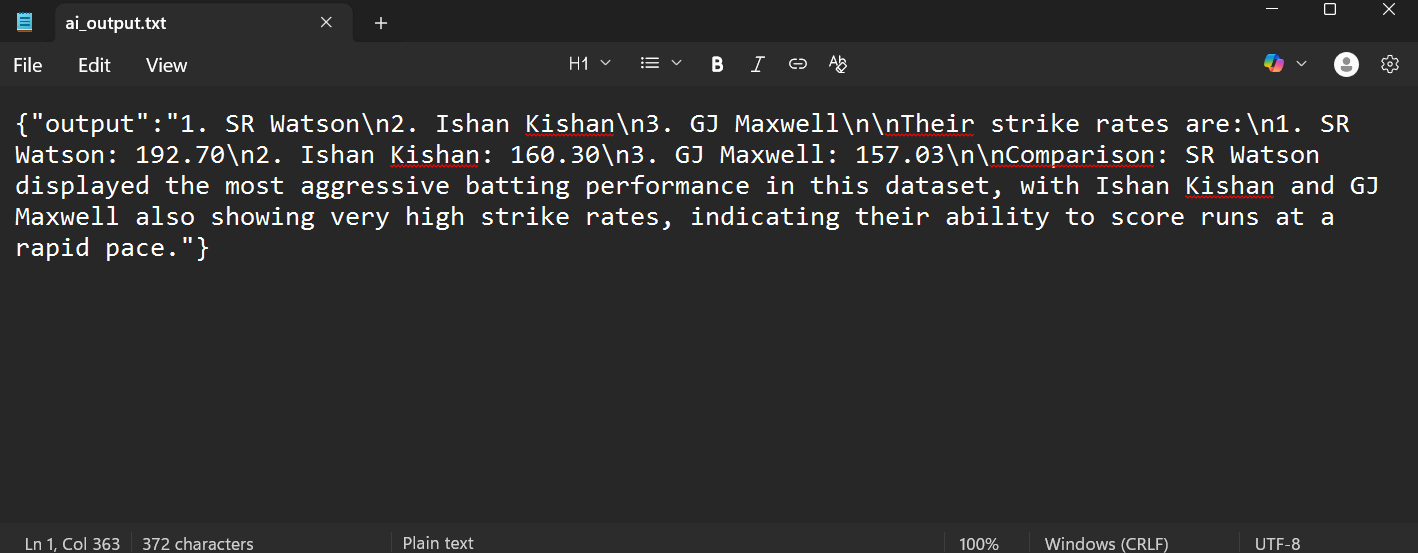 ai_output.txt
File Edit View H1 B I
{"output":"1. SR Watson\n2. Ishan Kishan\n3. GJ Maxwell\n\nTheir strike rates are:\n1. SR
Watson: 192.70\n2. Ishan Kishan: 160.30\n3. GJ Maxwell: 157.03\n\nComparison: SR Watson
displayed the most aggressive batting performance in this dataset, with Ishan Kishan and GJ
Maxwell also showing very high strike rates, indicating their ability to score runs at a
rapid pace."}
Ln 1, Col 363 372 characters Plain text 100% Windows (CRLF) UTF-8